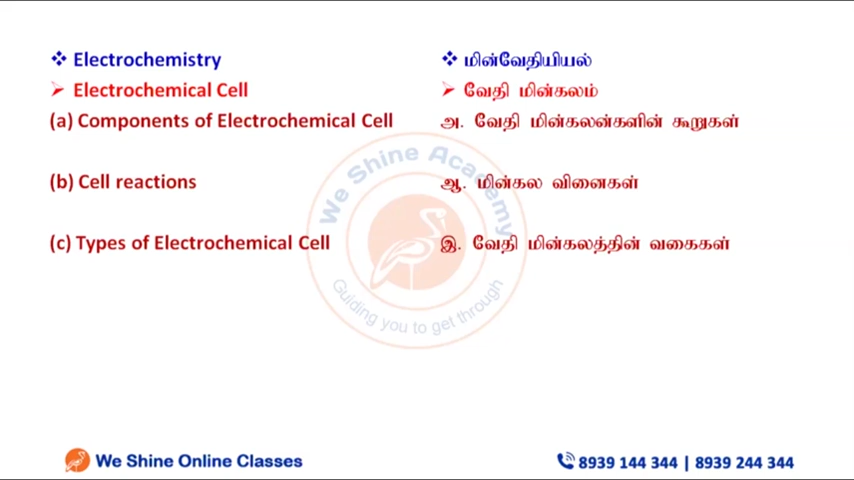 ❖ Electrochemistry
❖ மின்வேதியியல்
➢ Electrochemical Cell
➢ வேதி மின்கலம்
(a) Components of Electrochemical Cell
அ. வேதி மின்கலன்களின் கூறுகள்
(b) Cell reactions
ஆ. மின்கல வினைகள்
(c) Types of Electrochemical Cell
இ. வேதி மின்கலத்தின் வகைகள்
We Shine Academy
Guiding you to get through
We Shine Online Classes
8939 144 344 | 8939 244 344